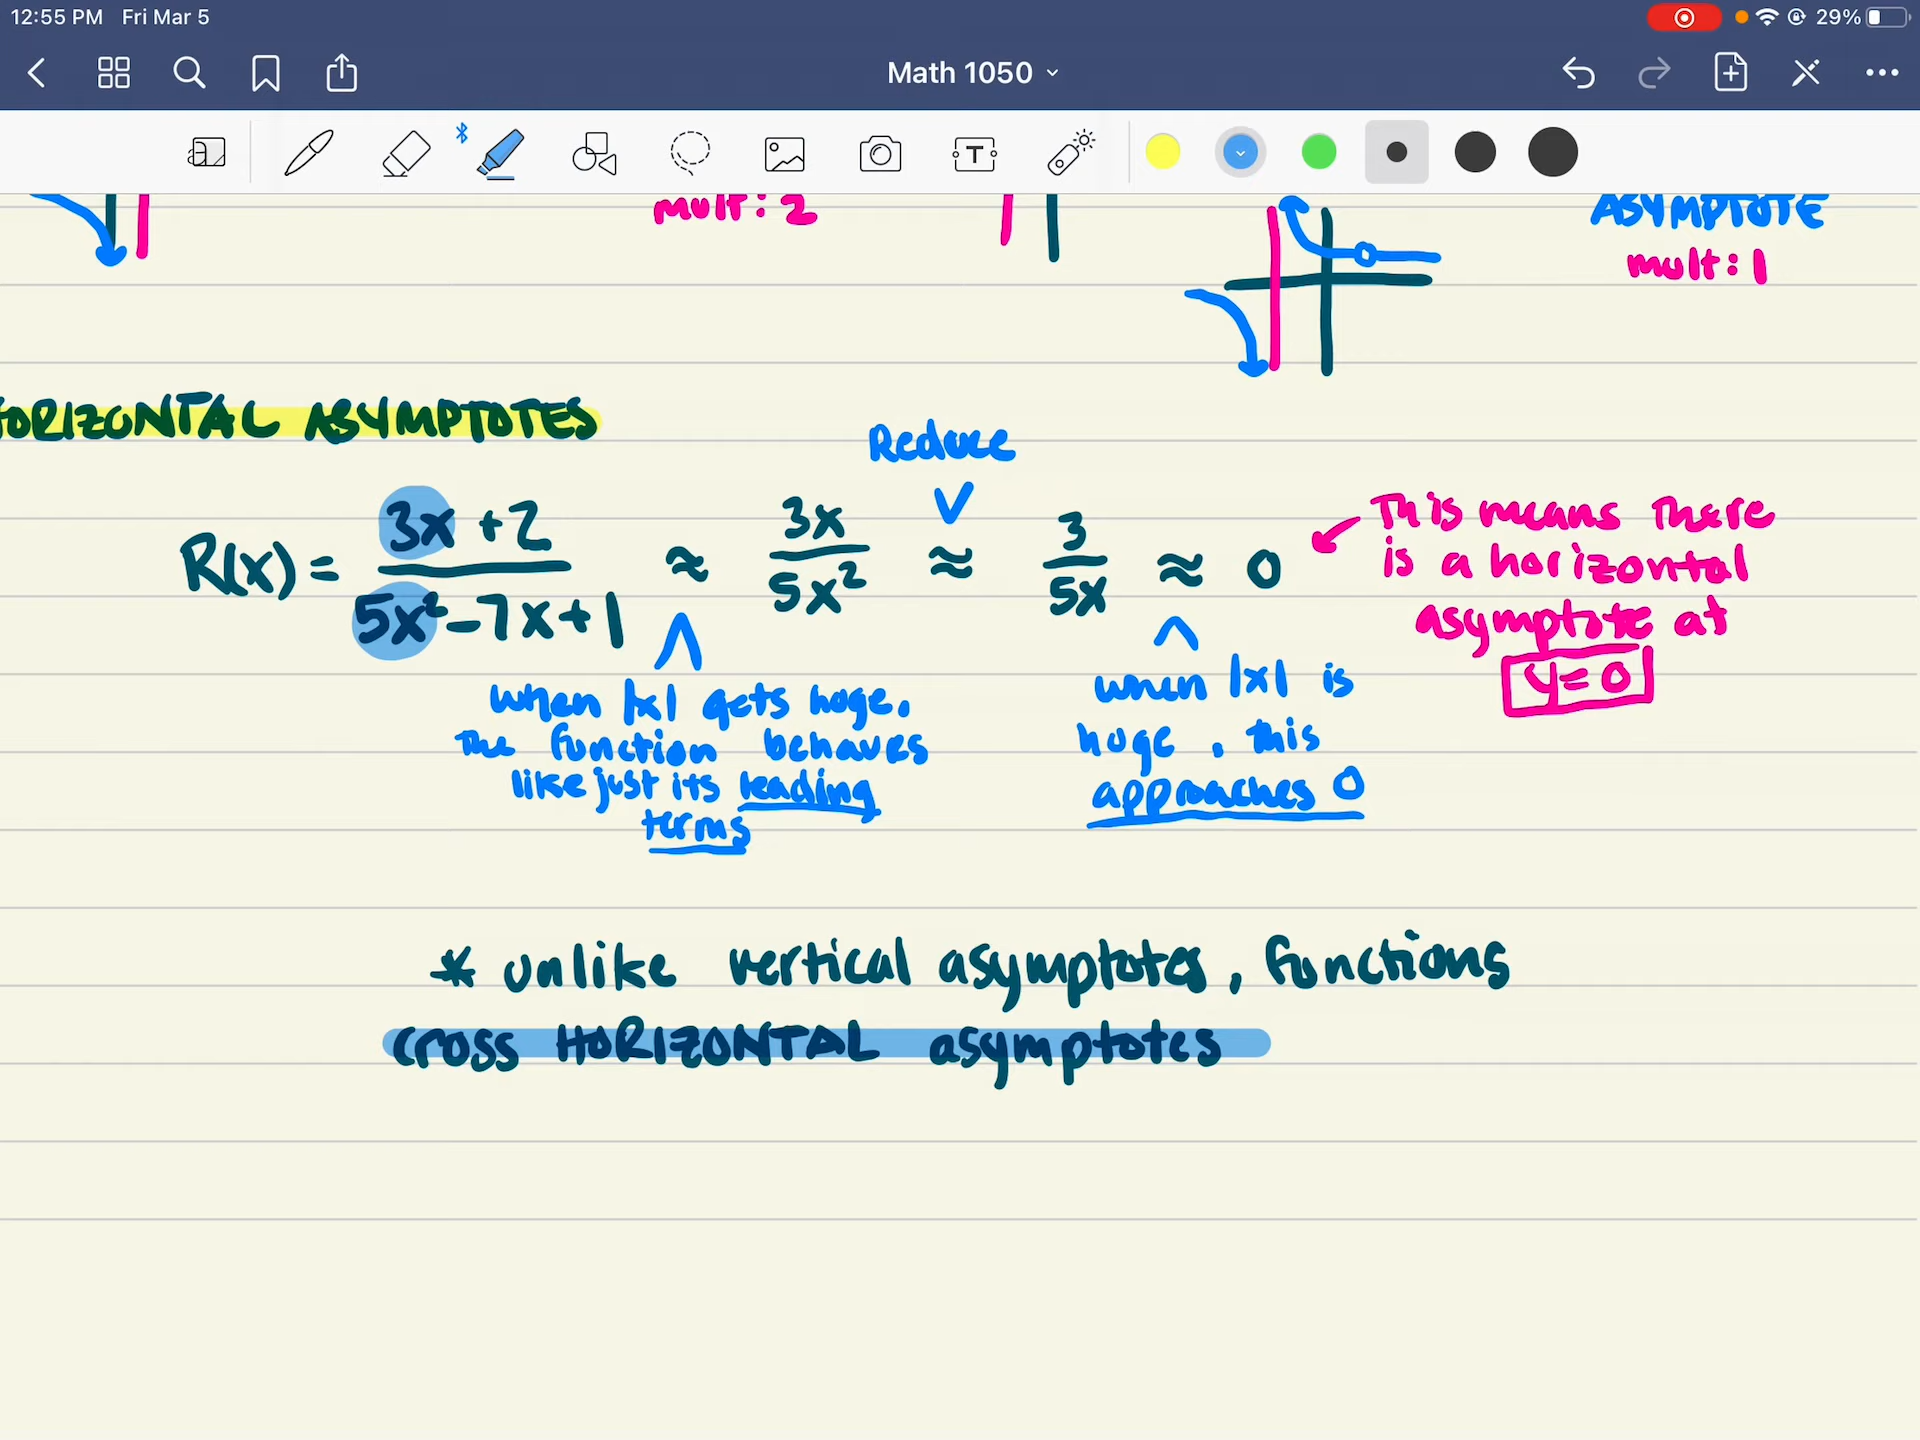 12:55 PM Fri Mar 5
29%
Math 1050
mult: 2
ASYMPTOTE
mult: 1
HORIZONTAL ASYMPTOTES
Reduce
R(x) = 3x + 2 / 5x² - 7x + 1 ≈ 3x / 5x² ≈ 3 / 5x ≈ 0
This means there
is a horizontal
asymptote at
y = 0
when |x| gets huge,
the function behaves
like just its leading
terms
when |x| is
huge, this
approaches 0
* unlike vertical asymptotes, functions
cross HORIZONTAL asymptotes